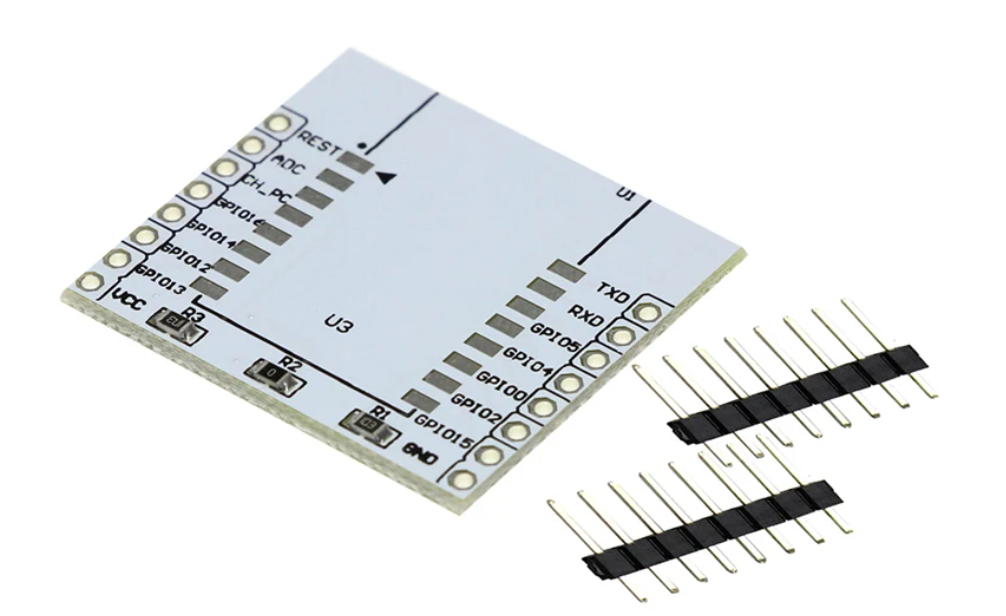 REST
ADC
CH_PC
GPIO16
GPIO14
GPIO12
GPIO13
VCC
R3
R2
R1
0
U3
U1
TXD
RXD
GPIO5
GPIO4
GPIO0
GPIO2
GPIO15
GND